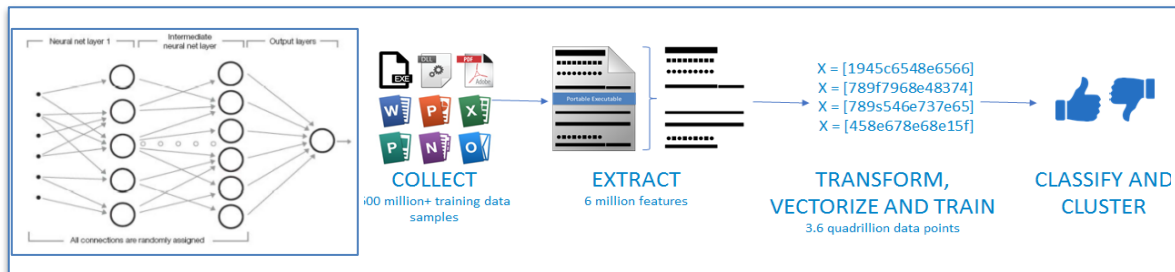 Neural net layer 1
Intermediate
neural net layer
Output layers
All connections are randomly assigned
EXE
DLL
PDF
Adobe
W
P
X
P
N
O
COLLECT
600 million+ training data
samples
Portable Executable
EXTRACT
6 million features
X = [1945c6548e6566]
X = [789f7968e48374]
X = [789s546e737e65]
X = [458e678e68e15f]
TRANSFORM,
VECTORIZE AND TRAIN
3.6 quadrillion data points
CLASSIFY AND
CLUSTER